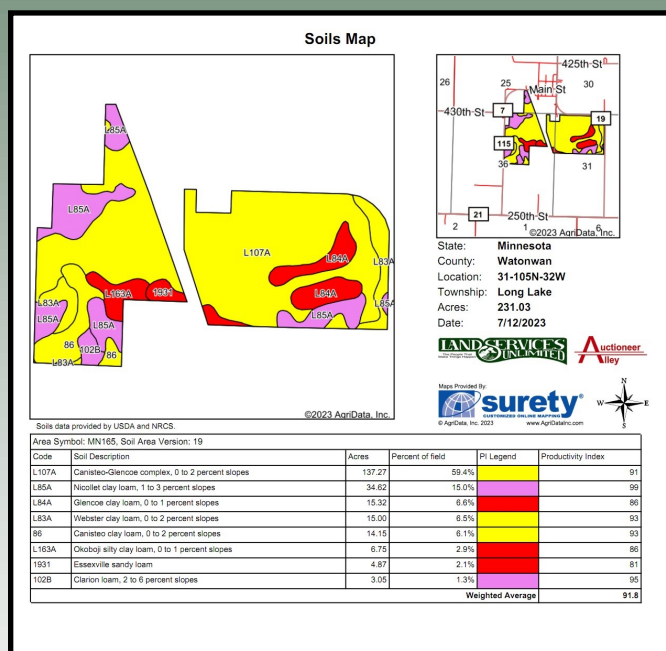 Soils Map
L85A
L85A
L107A
L84A
L84A
L83A
L163A
1931
L83A
L85A
L85A
L85A
L85A
86
102B
86
L83A
©2023 AgriData, Inc.
Soils data provided by USDA and NRCS.
425th St
26
25
Main St
30
430th St
7
19
115
36
31
21
250th St
2
1
6
©2023 AgriData, Inc.
State: Minnesota
County: Watonwan
Location: 31-105N-32W
Township: Long Lake
Acres: 231.03
Date: 7/12/2023
LAND SERVICES
UNLIMITED
Auctioneer
Alley
Maps Provided By:
surety®
CUSTOMIZED ONLINE MAPPING
© AgriData, Inc. 2023 www.AgriDataInc.com
N
W E
S
Area Symbol: MN165, Soil Area Version: 19
Code Soil Description Acres Percent of field PI Legend Productivity Index
L107A Canisteo-Glencoe complex, 0 to 2 percent slopes 137.27 59.4% 91
L85A Nicollet clay loam, 1 to 3 percent slopes 34.62 15.0% 99
L84A Glencoe clay loam, 0 to 1 percent slopes 15.32 6.6% 86
L83A Webster clay loam, 0 to 2 percent slopes 15.00 6.5% 93
86 Canisteo clay loam, 0 to 2 percent slopes 14.15 6.1% 93
L163A Okoboji silty clay loam, 0 to 1 percent slopes 6.75 2.9% 86
1931 Essexville sandy loam 4.87 2.1% 81
102B Clarion loam, 2 to 6 percent slopes 3.05 1.3% 95
Weighted Average 91.8